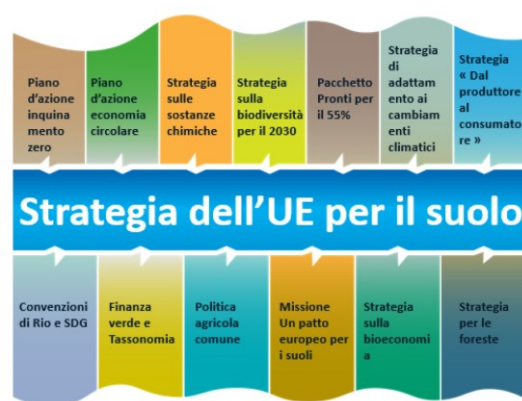 Piano
d'azione
inquina
mento
zero
Piano
d'azione
economia
circolare
Strategia
sulle
sostanze
chimiche
Strategia
sulla
biodiversità
per il 2030
Pacchetto
Pronti per
il 55%
Strategia
di
adattam
ento ai
cambiam
enti
climatici
Strategia
« Dal
produttore
al
consumato
re »
Strategia dell'UE per il suolo
Convenzioni
di Rio e SDG
Finanza
verde e
Tassonomia
Politica
agricola
comune
Missione
Un patto
europeo per
i suoli
Strategia
sulla
bioeconomi
a
Strategia
per le
foreste